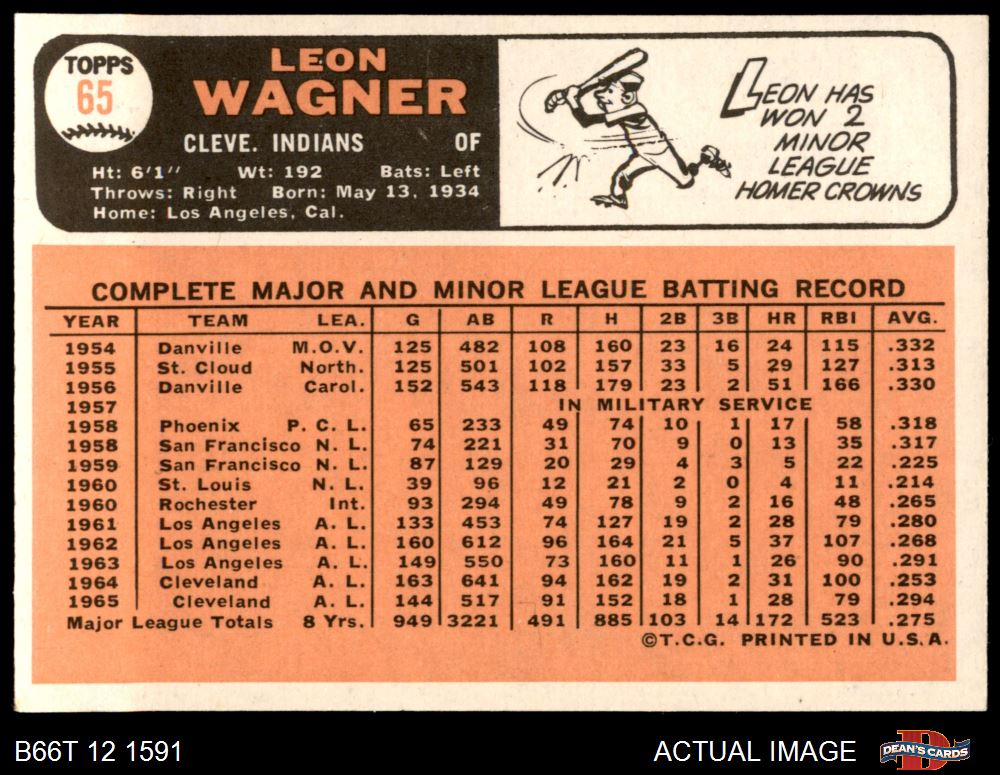 TOPPS
65
LEON
WAGNER
CLEVE. INDIANS OF
Ht: 6'1" Wt: 192 Bats: Left
Throws: Right Born: May 13, 1934
Home: Los Angeles, Cal.
LEON HAS
WON 2
MINOR
LEAGUE
HOMER CROWNS
COMPLETE MAJOR AND MINOR LEAGUE BATTING RECORD
YEAR TEAM LEA. G AB R H 2B 3B HR RBI AVG.
1954 Danville M.O.V. 125 482 108 160 23 16 24 115 .332
1955 St. Cloud North. 125 501 102 157 33 5 29 127 .313
1956 Danville Carol. 152 543 118 179 23 2 51 166 .330
1957 IN MILITARY SERVICE
1958 Phoenix P. C. L. 65 233 49 74 10 1 17 58 .318
1958 San Francisco N. L. 74 221 31 70 9 0 13 35 .317
1959 San Francisco N. L. 87 129 20 29 4 3 5 22 .225
1960 St. Louis N. L. 39 96 12 21 2 0 4 11 .214
1960 Rochester Int. 93 294 49 78 9 2 16 48 .265
1961 Los Angeles A. L. 133 453 74 127 19 2 28 79 .280
1962 Los Angeles A. L. 160 612 96 164 21 5 37 107 .268
1963 Los Angeles A. L. 149 550 73 160 11 1 26 90 .291
1964 Cleveland A. L. 163 641 94 162 19 2 31 100 .253
1965 Cleveland A. L. 144 517 91 152 18 1 28 79 .294
Major League Totals 8 Yrs. 949 3221 491 885 103 14 172 523 .275
©T.C.G. PRINTED IN U.S.A.
B66T 12 1591 ACTUAL IMAGE DEAN'S CARDS